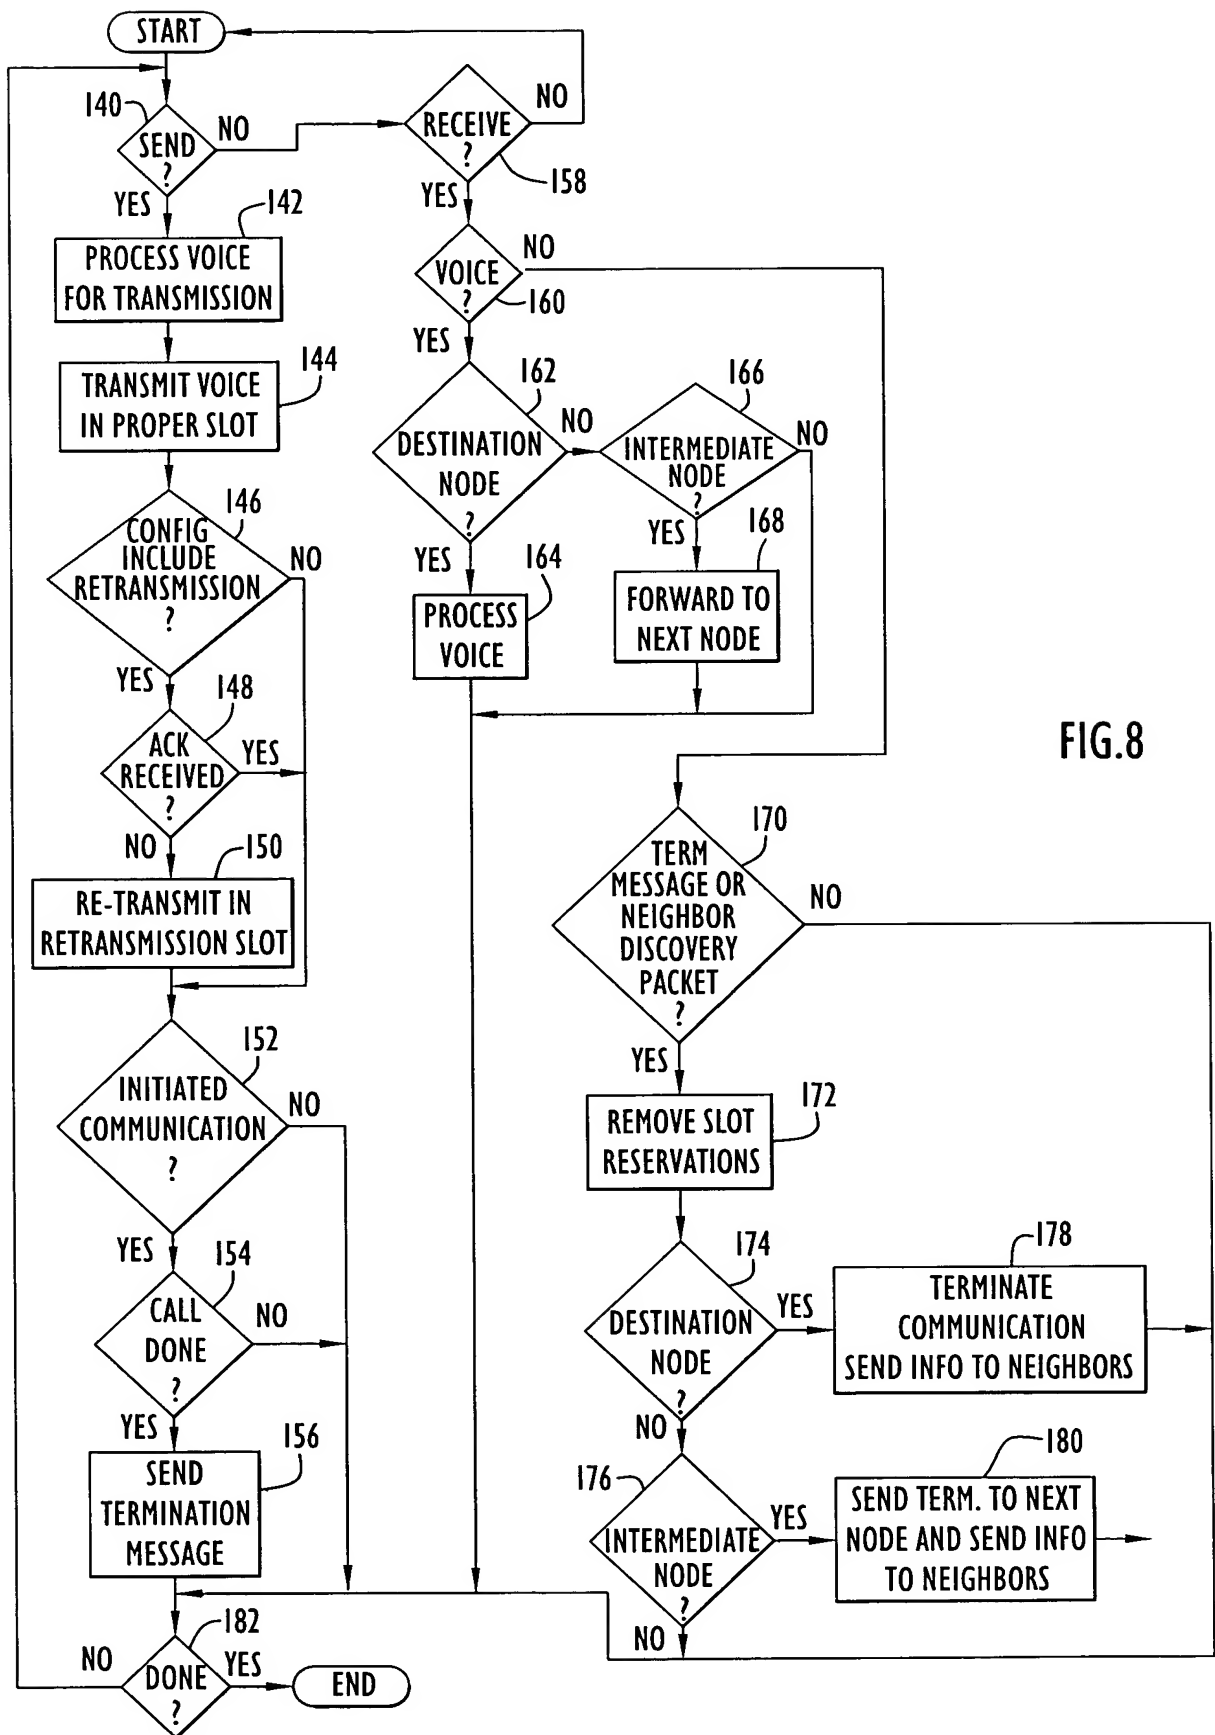 START
140
SEND
?
NO
YES
142
PROCESS VOICE
FOR TRANSMISSION
144
TRANSMIT VOICE
IN PROPER SLOT
146
CONFIG
INCLUDE
RETRANSMISSION
?
NO
YES
148
ACK
RECEIVED
?
YES
NO
150
RE-TRANSMIT IN
RETRANSMISSION SLOT
152
INITIATED
COMMUNICATION
?
NO
YES
154
CALL
DONE
?
NO
YES
156
SEND
TERMINATION
MESSAGE
182
DONE
?
NO
YES
END
RECEIVE
?
NO
158
YES
VOICE
?
NO
160
YES
162
DESTINATION
NODE
?
NO
YES
164
PROCESS
VOICE
166
INTERMEDIATE
NODE
?
NO
YES
168
FORWARD TO
NEXT NODE
FIG.8
170
TERM
MESSAGE OR
NEIGHBOR
DISCOVERY
PACKET
?
NO
YES
172
REMOVE SLOT
RESERVATIONS
174
DESTINATION
NODE
?
YES
NO
178
TERMINATE
COMMUNICATION
SEND INFO TO NEIGHBORS
176
INTERMEDIATE
NODE
?
YES
NO
180
SEND TERM. TO NEXT
NODE AND SEND INFO
TO NEIGHBORS